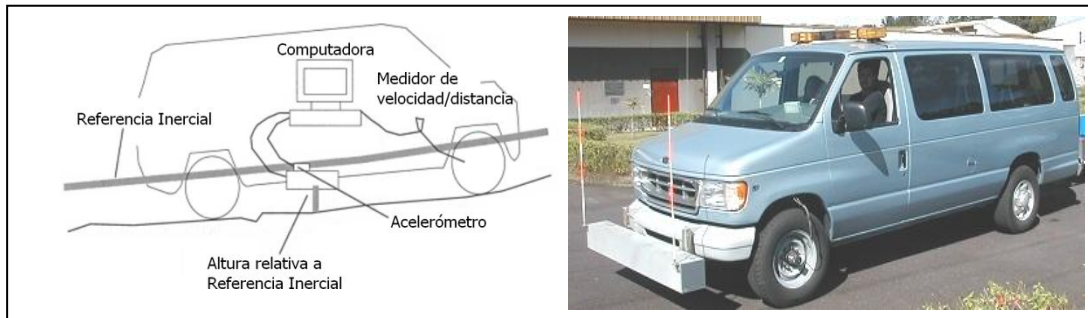 Computadora
Medidor de
velocidad/distancia
Referencia Inercial
Acelerómetro
Altura relativa a
Referencia Inercial